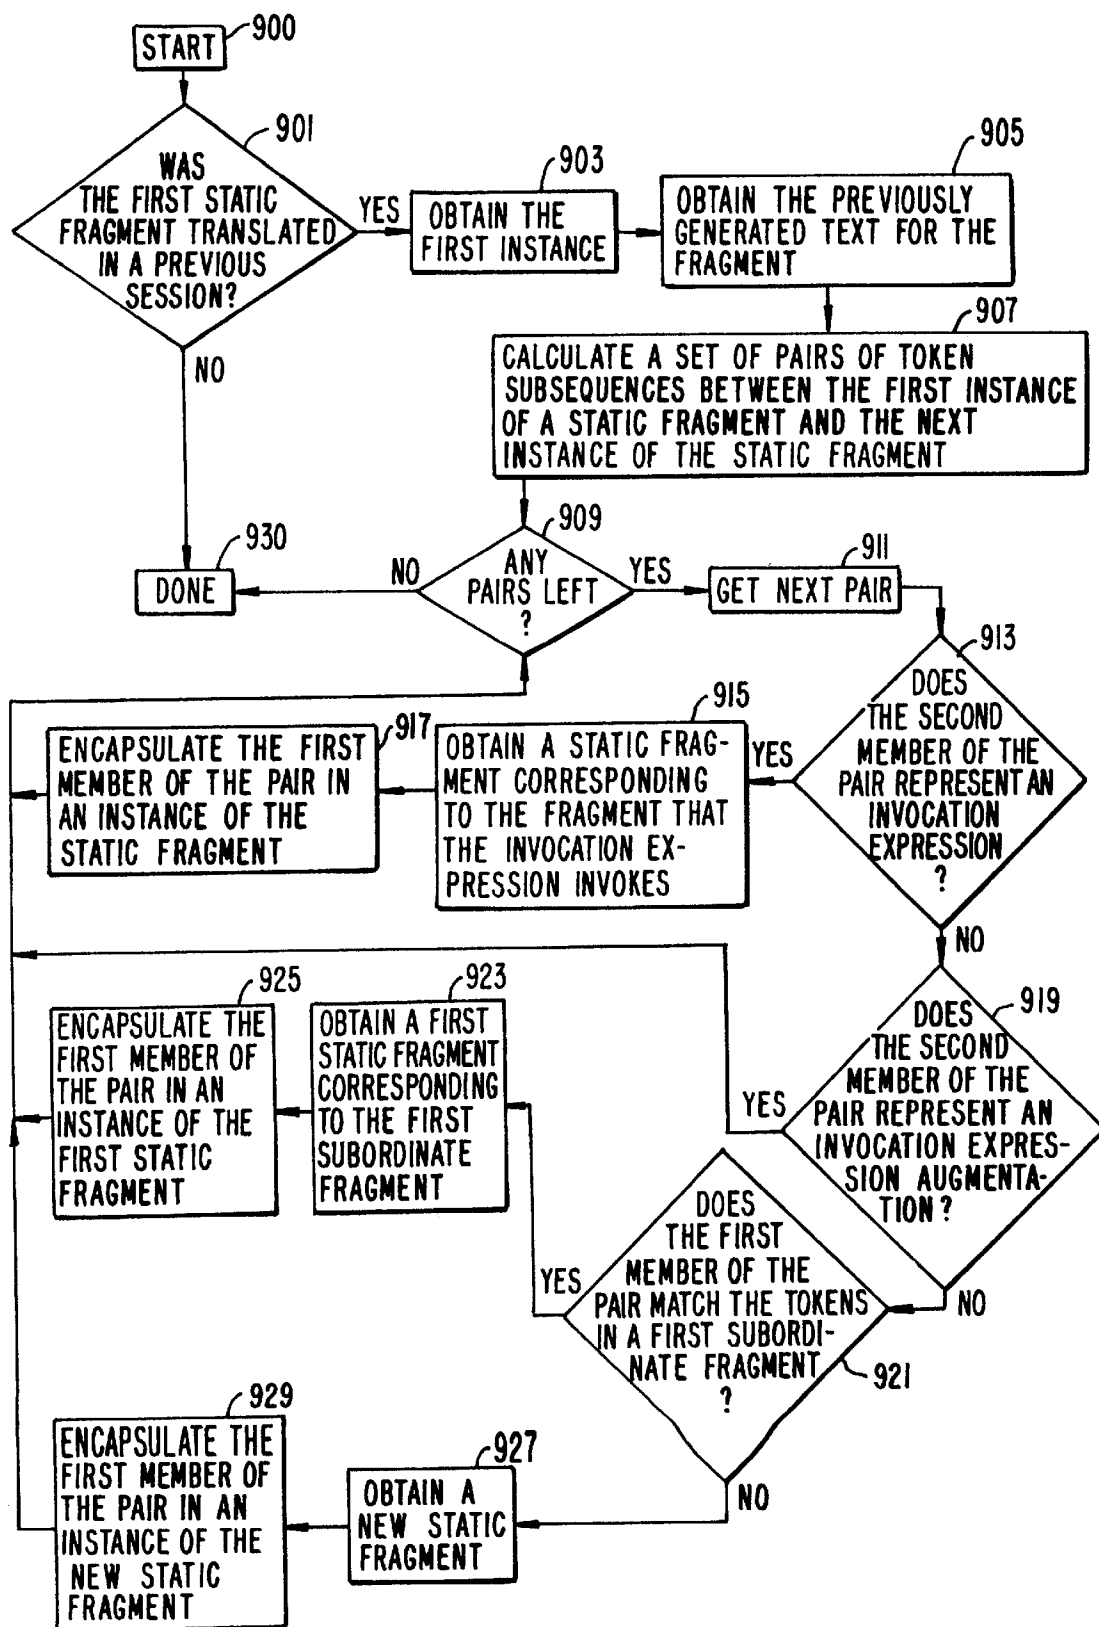 START
900
901
WAS
THE FIRST STATIC
FRAGMENT TRANSLATED
IN A PREVIOUS
SESSION?
YES
NO
903
OBTAIN THE
FIRST INSTANCE
905
OBTAIN THE PREVIOUSLY
GENERATED TEXT FOR THE
FRAGMENT
907
CALCULATE A SET OF PAIRS OF TOKEN
SUBSEQUENCES BETWEEN THE FIRST INSTANCE
OF A STATIC FRAGMENT AND THE NEXT
INSTANCE OF THE STATIC FRAGMENT
930
DONE
909
ANY
PAIRS LEFT
?
NO
YES
911
GET NEXT PAIR
913
DOES
THE SECOND
MEMBER OF THE
PAIR REPRESENT AN
INVOCATION
EXPRESSION
?
YES
NO
915
OBTAIN A STATIC FRAG-
MENT CORRESPONDING
TO THE FRAGMENT THAT
THE INVOCATION EX-
PRESSION INVOKES
917
ENCAPSULATE THE FIRST
MEMBER OF THE PAIR IN
AN INSTANCE OF THE
STATIC FRAGMENT
919
DOES
THE SECOND
MEMBER OF THE
PAIR REPRESENT AN
INVOCATION EXPRES-
SION AUGMENTA-
TION?
YES
NO
921
DOES
THE FIRST
MEMBER OF THE
PAIR MATCH THE TOKENS
IN A FIRST SUBORDI-
NATE FRAGMENT
?
YES
NO
923
OBTAIN A FIRST
STATIC FRAGMENT
CORRESPONDING
TO THE FIRST
SUBORDINATE
FRAGMENT
925
ENCAPSULATE THE
FIRST MEMBER OF
THE PAIR IN AN
INSTANCE OF THE
FIRST STATIC
FRAGMENT
927
OBTAIN A
NEW STATIC
FRAGMENT
929
ENCAPSULATE THE
FIRST MEMBER OF
THE PAIR IN AN
INSTANCE OF THE
NEW STATIC
FRAGMENT